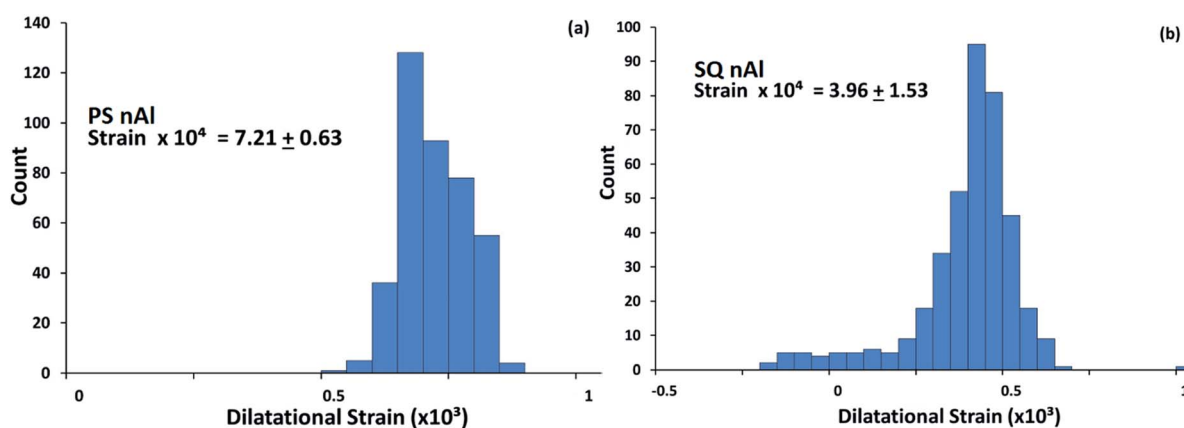 140
120
100
80
60
40
20
0
Count
(a)
PS nAl
Strain x 10⁴ = 7.21 ± 0.63
0
0.5
1
Dilatational Strain (x10³)
100
90
80
70
60
50
40
30
20
10
0
Count
(b)
SQ nAl
Strain x 10⁴ = 3.96 ± 1.53
-0.5
0
0.5
1
Dilatational Strain (x10³)